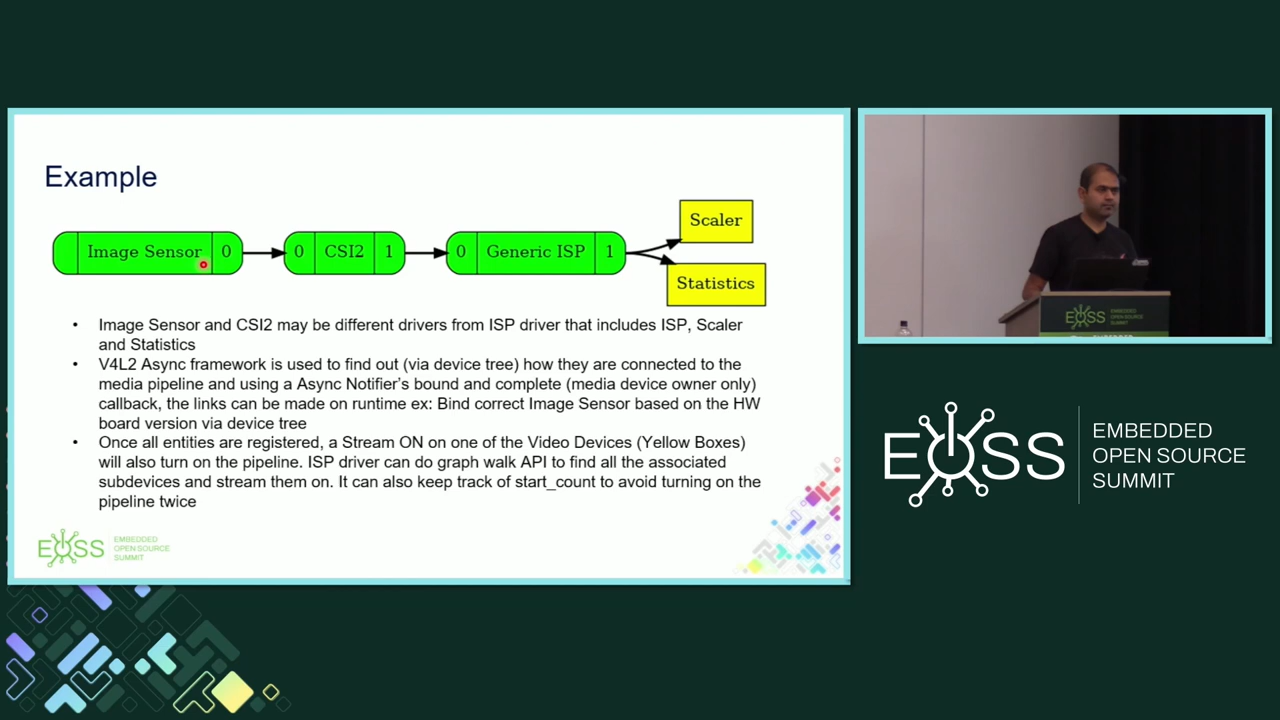 Example
Image Sensor 0
0 CSI2 1
0 Generic ISP 1
Scaler
Statistics
• Image Sensor and CSI2 may be different drivers from ISP driver that includes ISP, Scaler
and Statistics
• V4L2 Async framework is used to find out (via device tree) how they are connected to the
media pipeline and using a Async Notifier's bound and complete (media device owner only)
callback, the links can be made on runtime ex: Bind correct Image Sensor based on the HW
board version via device tree
• Once all entities are registered, a Stream ON on one of the Video Devices (Yellow Boxes)
will also turn on the pipeline. ISP driver can do graph walk API to find all the associated
subdevices and stream them on. It can also keep track of start_count to avoid turning on the
pipeline twice
EOSS
EMBEDDED
OPEN SOURCE
SUMMIT
EOSS
EOSS
EMBEDDED
OPEN SOURCE
SUMMIT